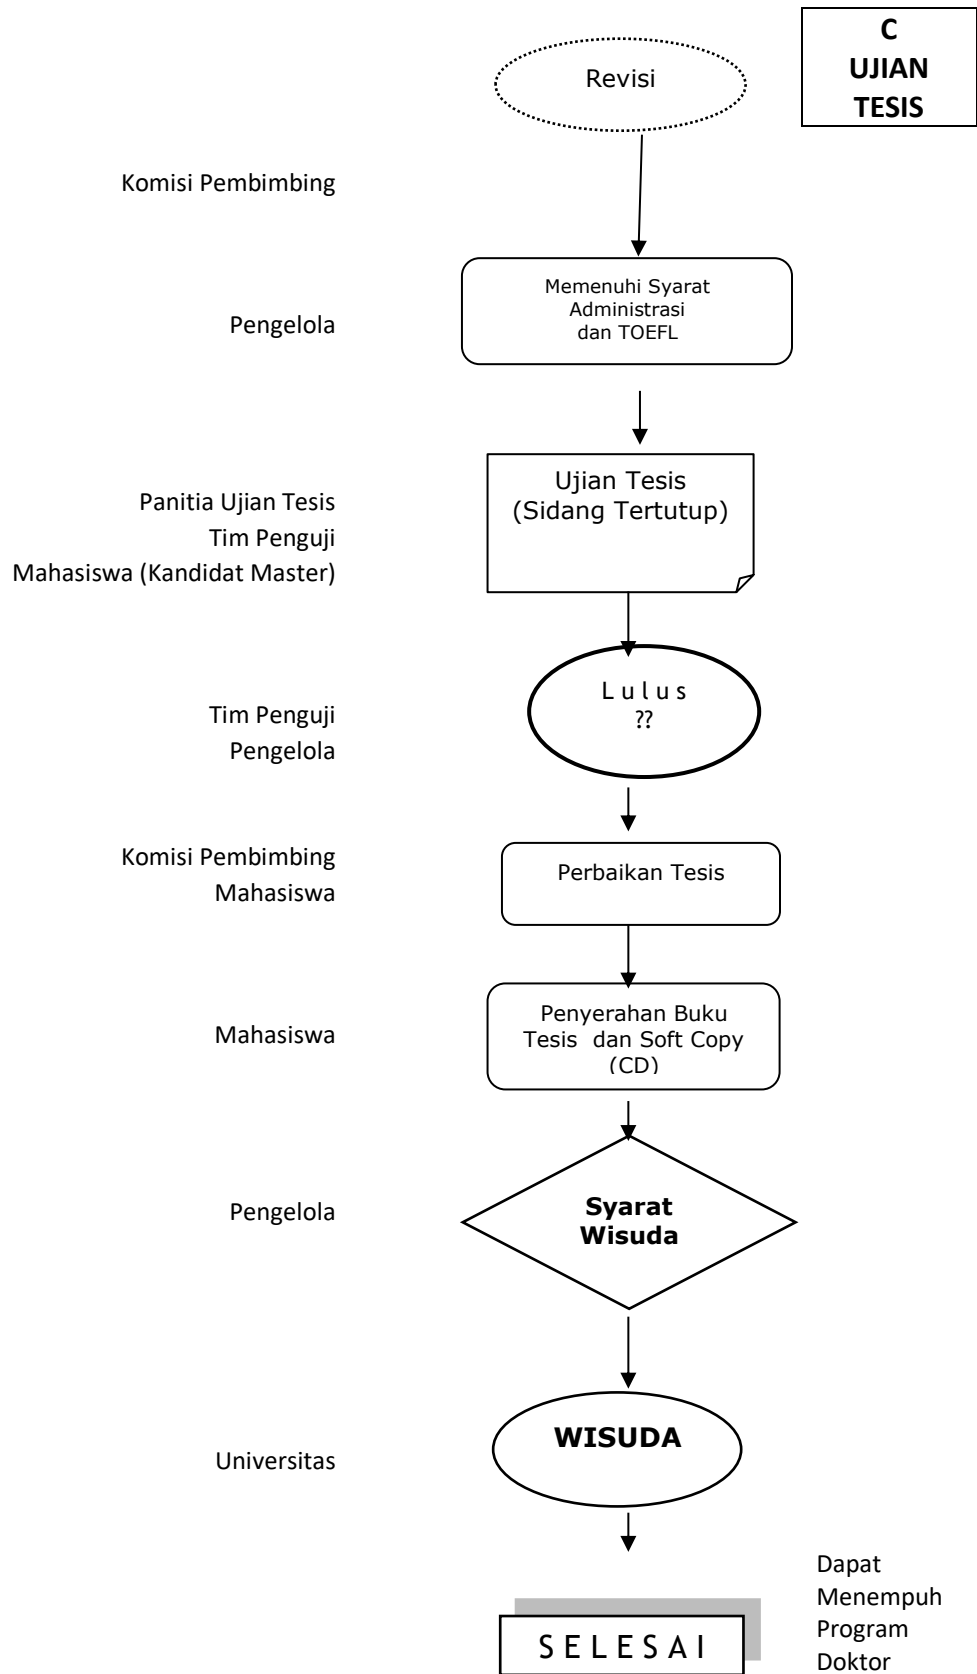 C
UJIAN
TESIS
Revisi
Komisi Pembimbing
Memenuhi Syarat
Administrasi
dan TOEFL
Pengelola
Ujian Tesis
(Sidang Tertutup)
Panitia Ujian Tesis
Tim Penguji
Mahasiswa (Kandidat Master)
L u l u s
??
Tim Penguji
Pengelola
Komisi Pembimbing
Mahasiswa
Perbaikan Tesis
Penyerahan Buku
Tesis dan Soft Copy
(CD)
Mahasiswa
Syarat
Wisuda
Pengelola
WISUDA
Universitas
Dapat
Menempuh
Program
Doktor
S E L E S A I